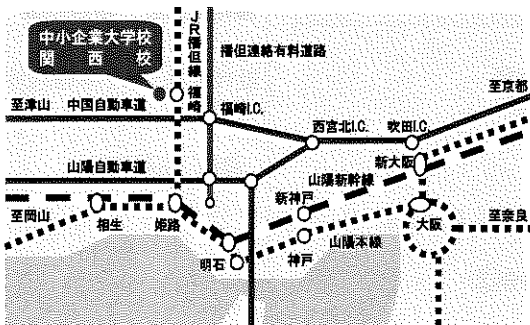 中小企業大学校
関西校
JR播但線
播但連絡有料道路
福崎
至津山 中国自動車道
福崎I.C.
西宮北I.C.
吹田I.C.
至京都
新大阪
山陽自動車道
山陽新幹線
新神戸
至岡山
相生
姫路
明石
神戸
山陽本線
大阪
至奈良